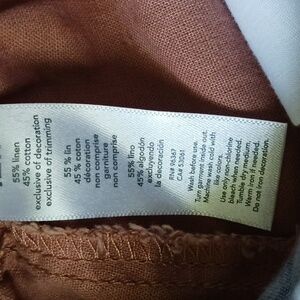 55% linen
45% cotton
exclusive of decoration
exclusive of trimming
55 % lin
45 % coton
décoration
non comprise
garniture
non comprise
55% lino
45% algodón
excluyendo
la decoración
RN# 96367
CA# 53061
Wash before use.
Turn garment inside out.
Machine wash cold with
like colors.
Use only non-chlorine
bleach when needed.
Tumble dry medium.
Warm iron if needed.
Do not iron decoration.